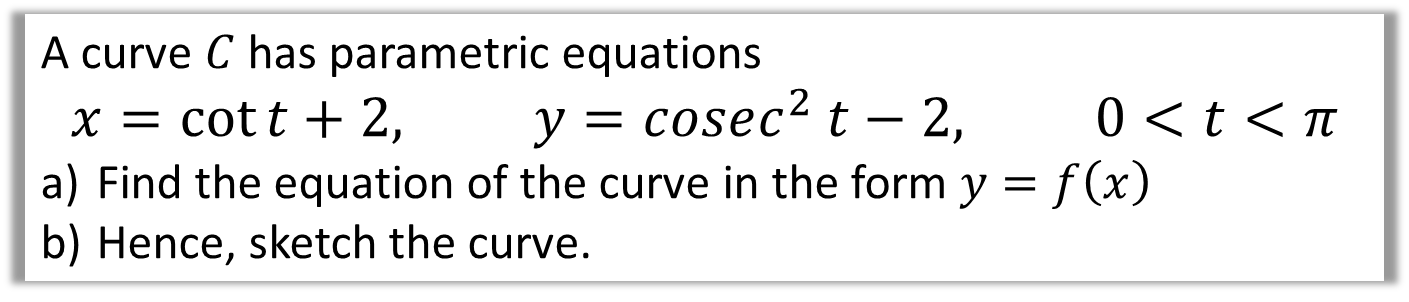 A curve C has parametric equations
x = cot t + 2, y = cosec² t − 2, 0 < t < π
a) Find the equation of the curve in the form y = f(x)
b) Hence, sketch the curve.